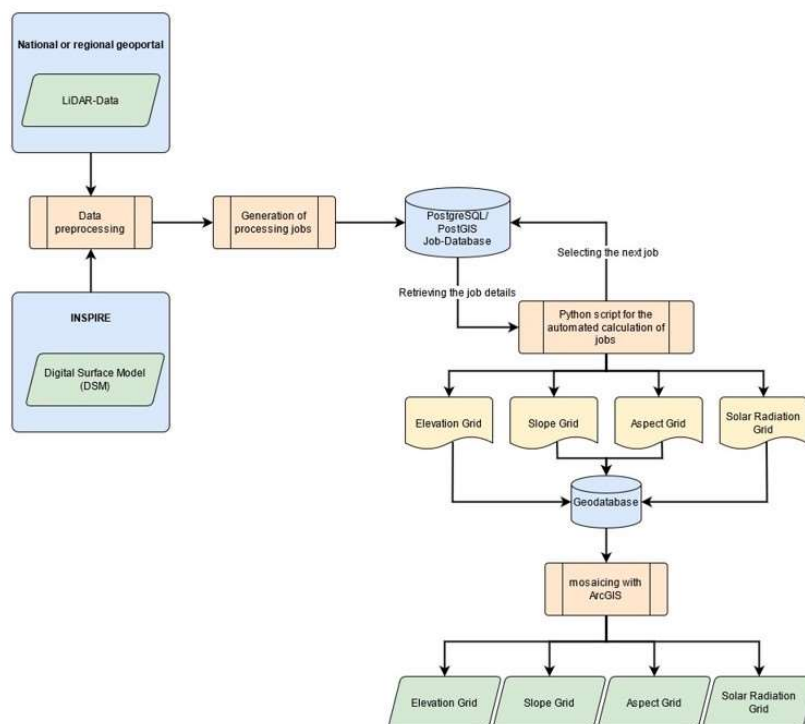 National or regional geoportal
LiDAR-Data
Data
preprocessing
Generation of
processing jobs
PostgreSQL/
PostGIS
Job-Database
Selecting the next job
Retrieving the job details
INSPIRE
Digital Surface Model
(DSM)
Python script for the
automated calculation of
jobs
Elevation Grid
Slope Grid
Aspect Grid
Solar Radiation
Grid
Geodatabase
mosaicing with
ArcGIS
Elevation Grid
Slope Grid
Aspect Grid
Solar Radiation
Grid